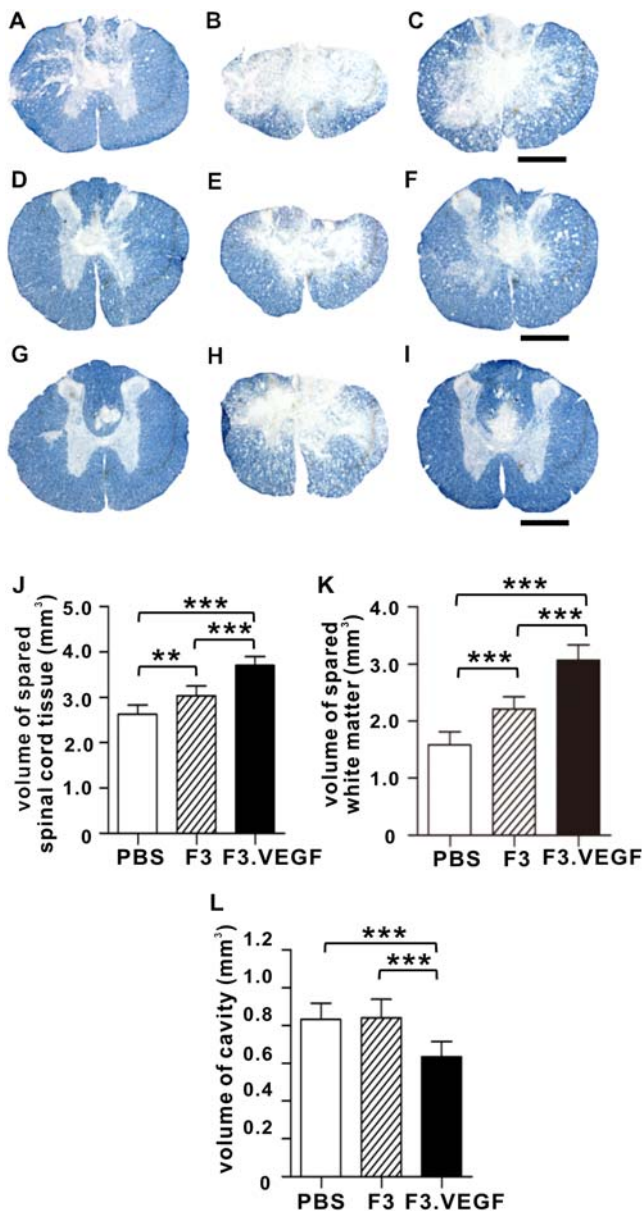 A
B
C
D
E
F
G
H
I
J
volume of spared
spinal cord tissue (mm³)
5.0
4.0
3.0
2.0
1.0
0
**
***
***
PBS F3 F3.VEGF
K
volume of spared
white matter (mm³)
4.0
3.0
2.0
1.0
0
***
***
***
PBS F3 F3.VEGF
L
volume of cavity (mm³)
1.2
1.0
0.8
0.6
0.4
0.2
0
***
***
PBS F3 F3.VEGF